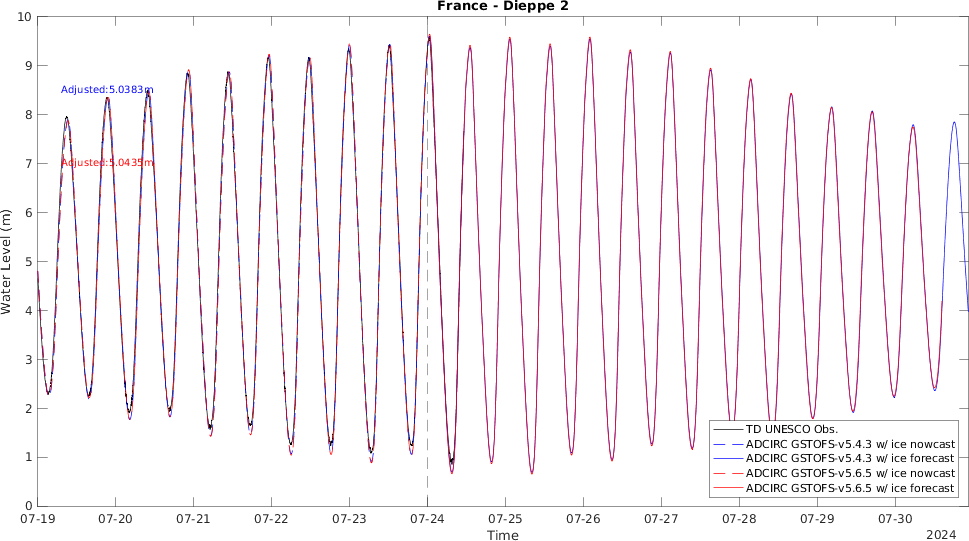 France - Dieppe 2
10
9
8
7
6
5
4
3
2
1
0
Water Level (m)
Adjusted:5.0383m
Adjusted:5.0435m
TD UNESCO Obs.
ADCIRC GSTOFS-v5.4.3 w/ ice nowcast
ADCIRC GSTOFS-v5.4.3 w/ ice forecast
ADCIRC GSTOFS-v5.6.5 w/ ice nowcast
ADCIRC GSTOFS-v5.6.5 w/ ice forecast
07-19 07-20 07-21 07-22 07-23 07-24 07-25 07-26 07-27 07-28 07-29 07-30
Time
2024